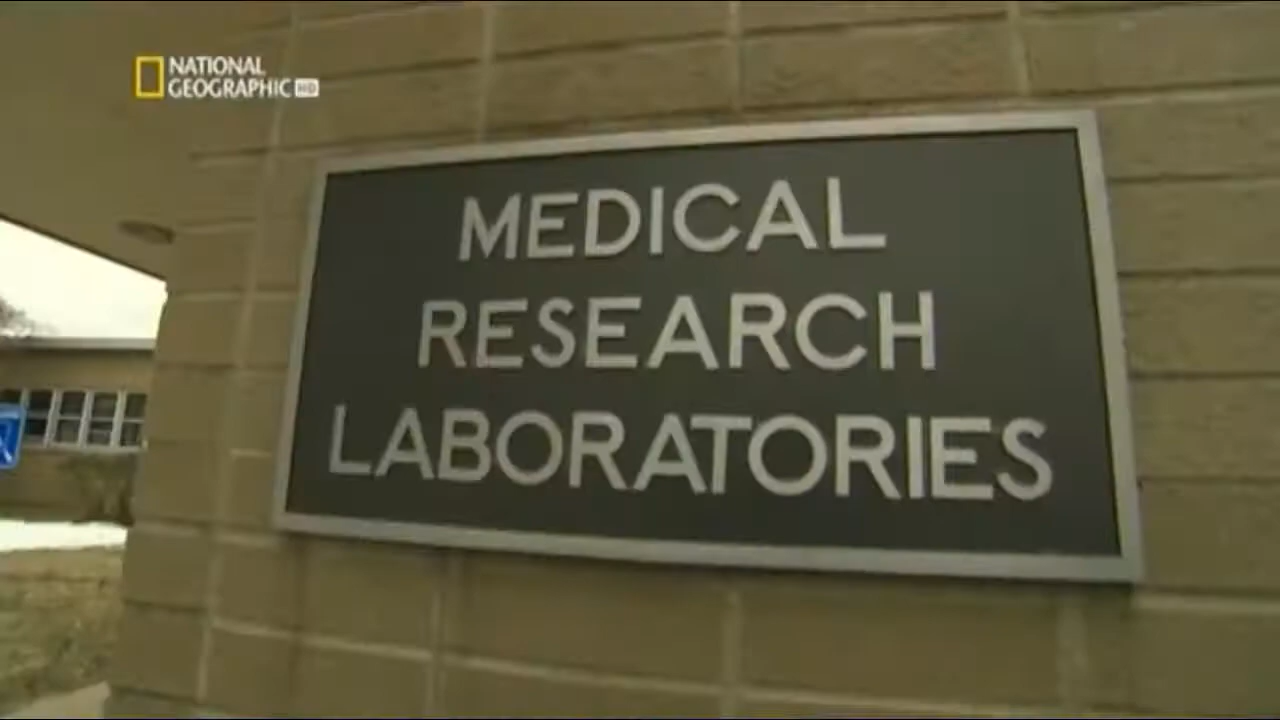 NATIONAL
GEOGRAPHIC HD
MEDICAL
RESEARCH
LABORATORIES